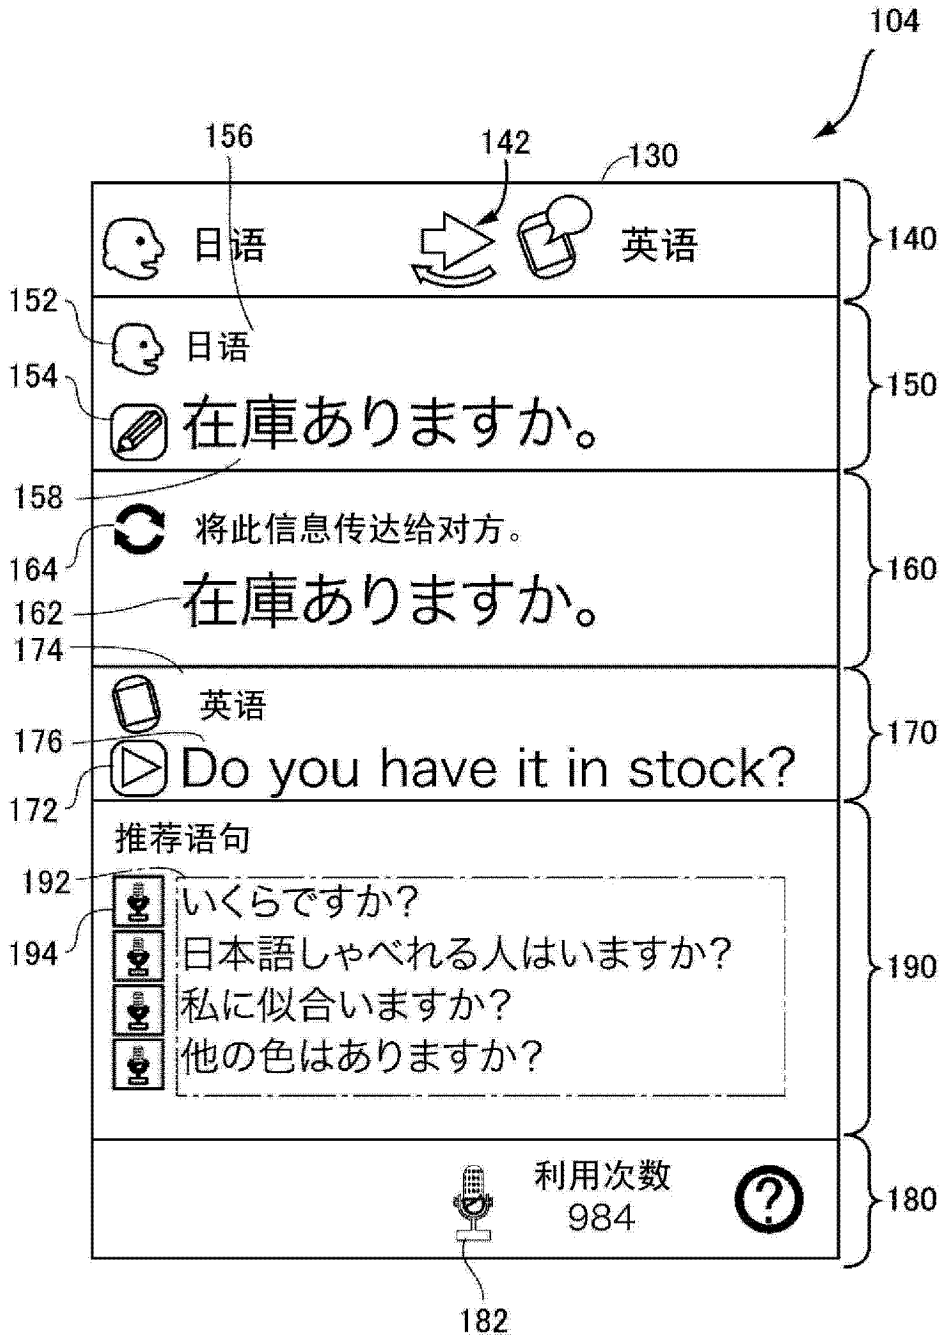 104
156
142
130
日语
英语
140
152
日语
154
150
在庫ありますか。
158
将此信息传达给对方。
164
160
在庫ありますか。
162
174
英语
170
176
Do you have it in stock?
172
推荐语句
192
いくらですか?
194
日本語しゃべれる人はいますか?
190
私に似合いますか?
他の色はありますか?
利用次数
984
?
180
182